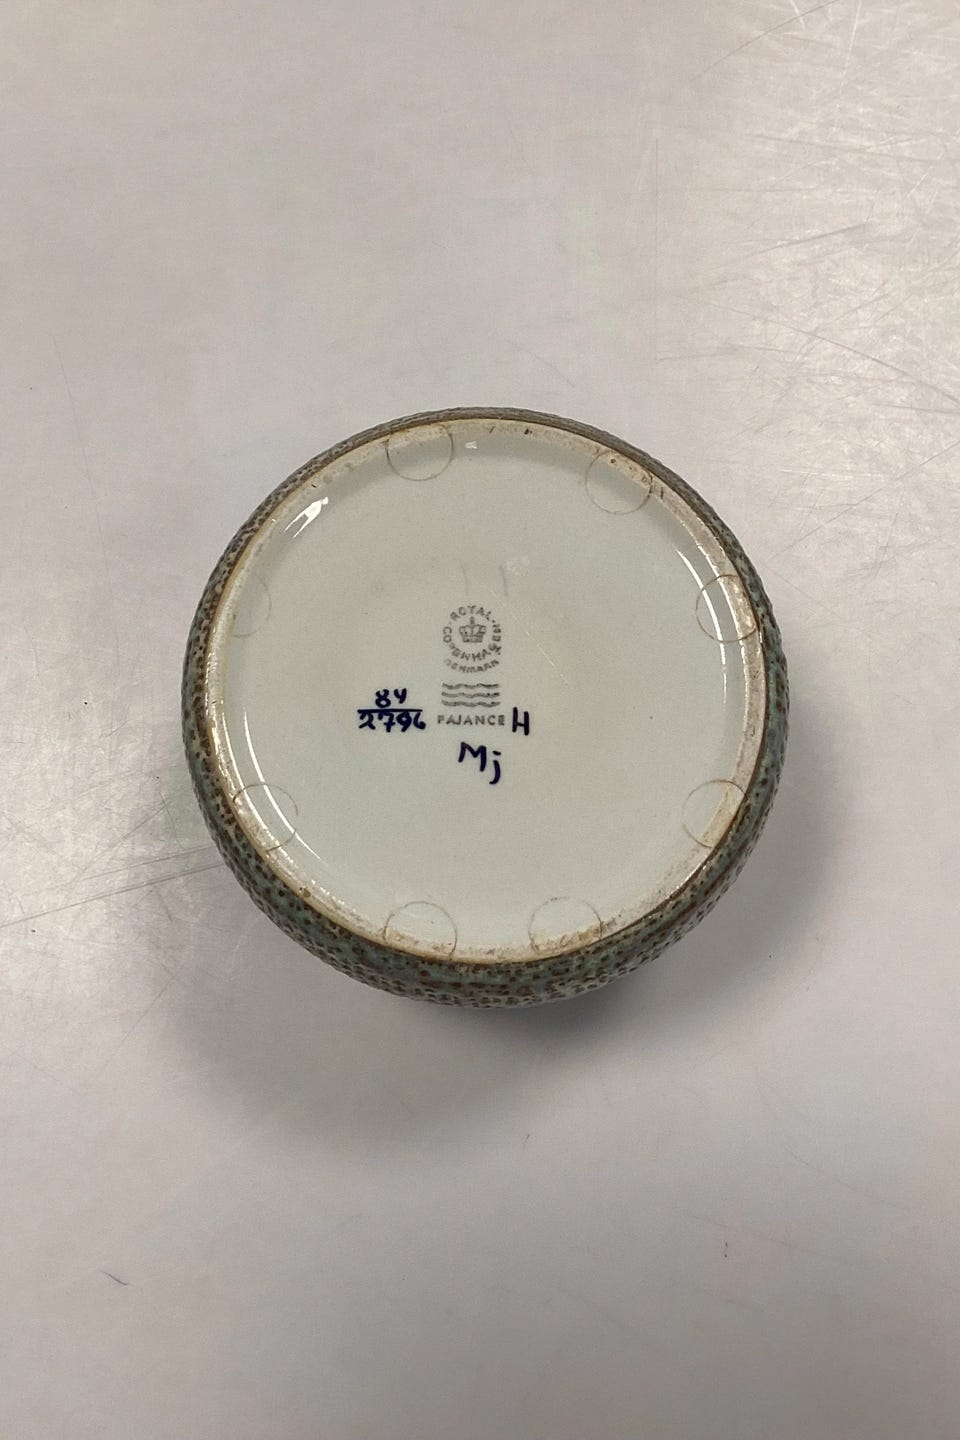 ROYAL
COPENHAGEN
DENMARK
84
2796 FAJANCE H
Mj